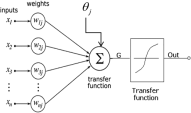 inputs
weights
θj
x1
w1j
x2
w2j
x3
w3j
xn
wnj
Σ
G
Out
transfer
function
Transfer
function